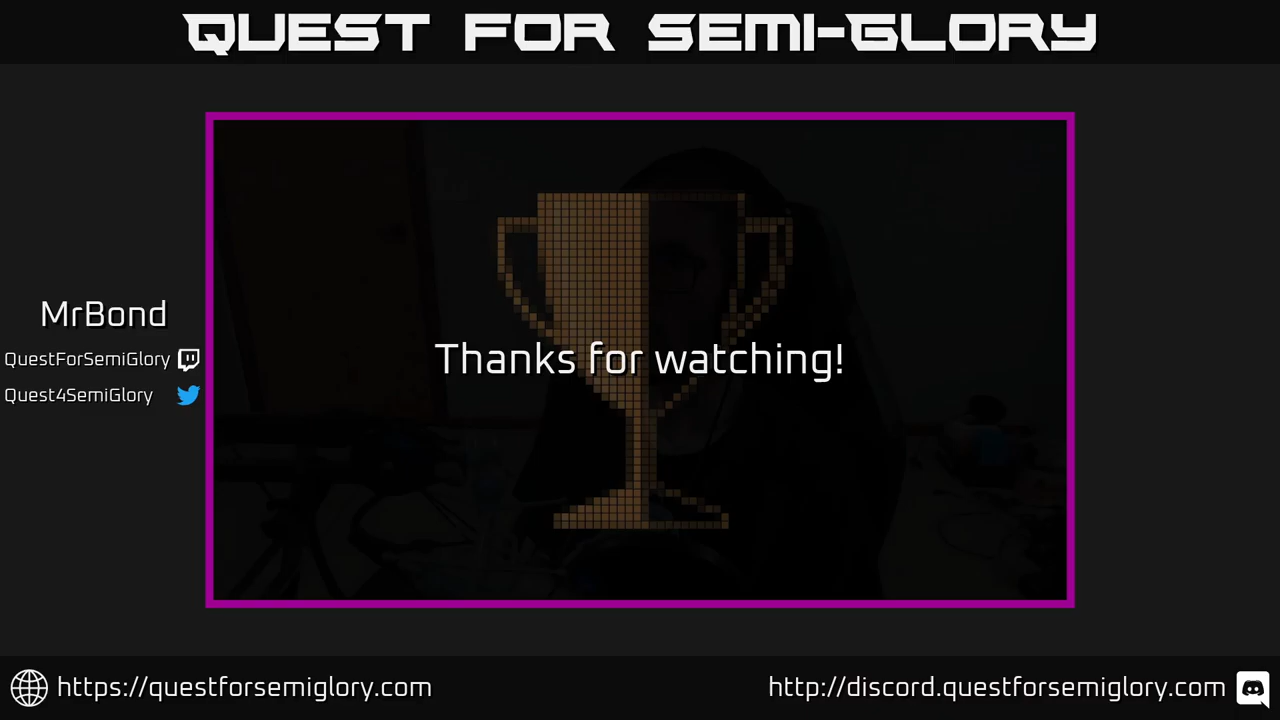 QUEST FOR SEMI-GLORY
MrBond
QuestForSemiGlory
Quest4SemiGlory
Thanks for watching!
https://questforsemiglory.com
http://discord.questforsemiglory.com